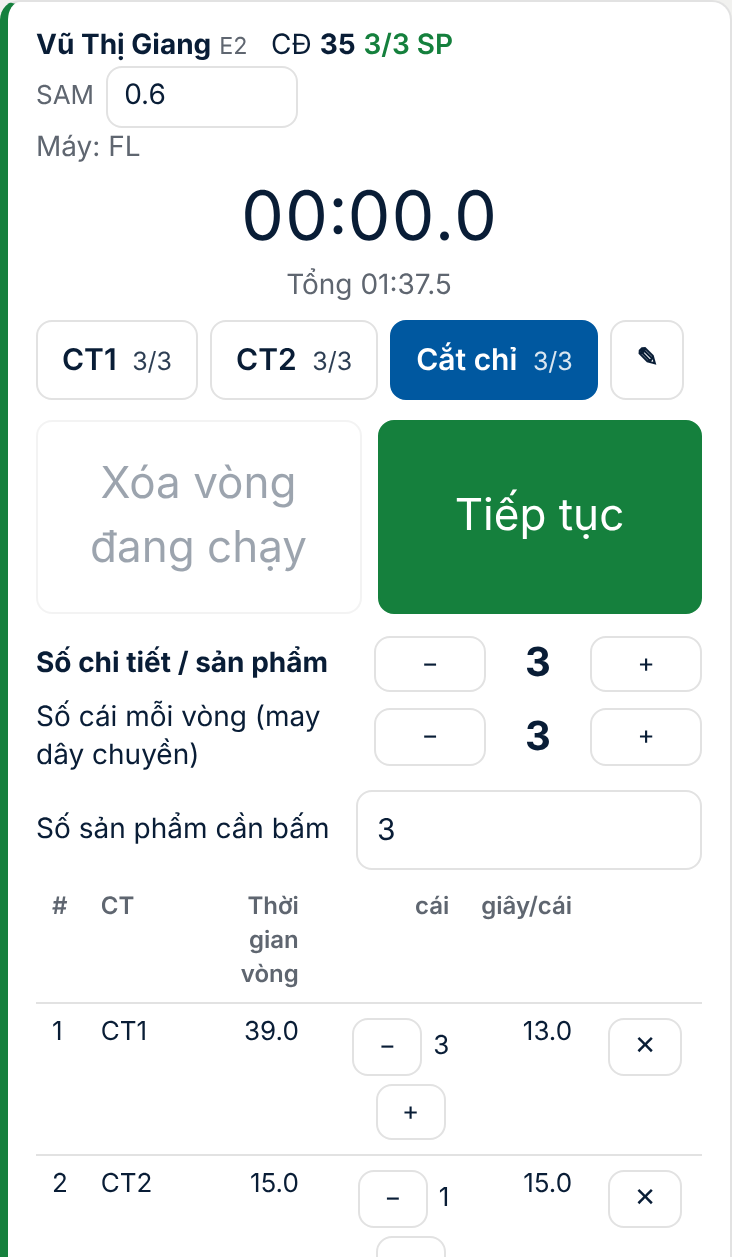 Vũ Thị Giang E2 CĐ 35 3/3 SP
SAM 0.6
Máy: FL
00:00.0
Tổng 01:37.5
CT1 3/3 CT2 3/3 Cắt chỉ 3/3 ✎
Xóa vòng
đang chạy
Tiếp tục
Số chi tiết / sản phẩm − 3 +
Số cái mỗi vòng (may
dây chuyền) − 3 +
Số sản phẩm cần bấm 3
# CT Thời gian vòng cái giây/cái
1 CT1 39.0 − 3 + 13.0 ✕
2 CT2 15.0 − 1 15.0 ✕